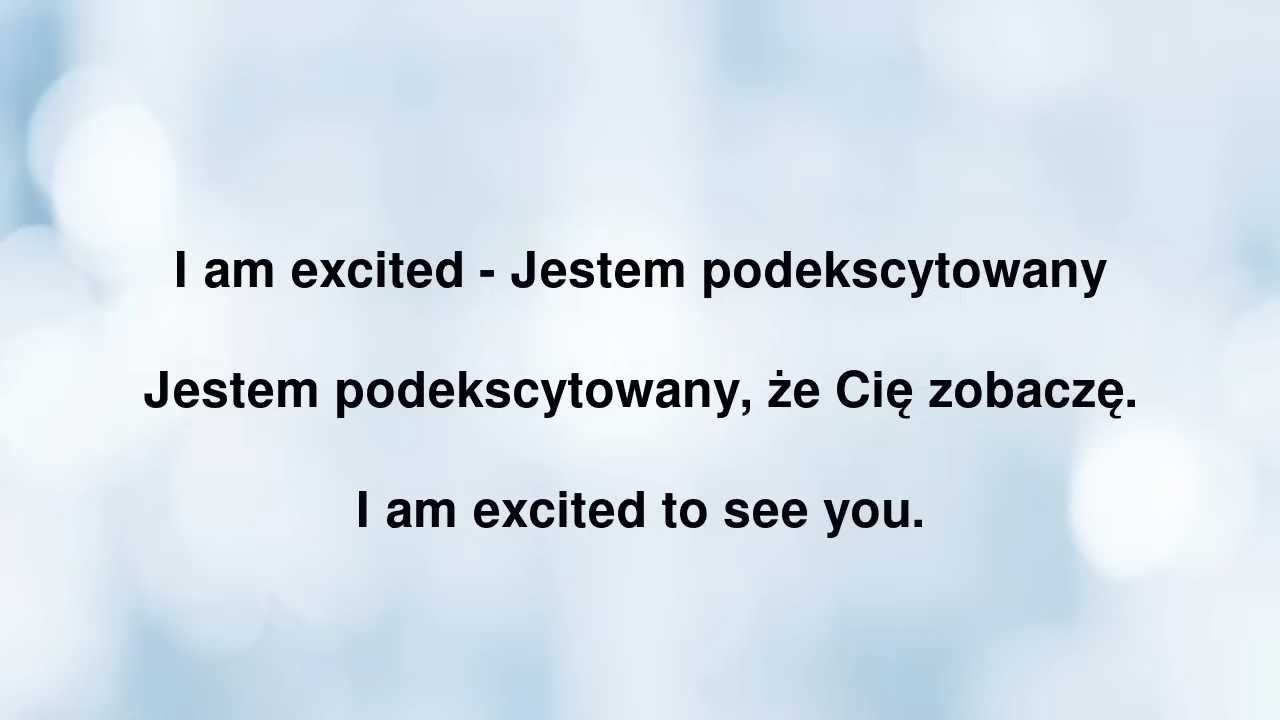 I am excited - Jestem podekscytowany
Jestem podekscytowany, że Cię zobaczę.
I am excited to see you.